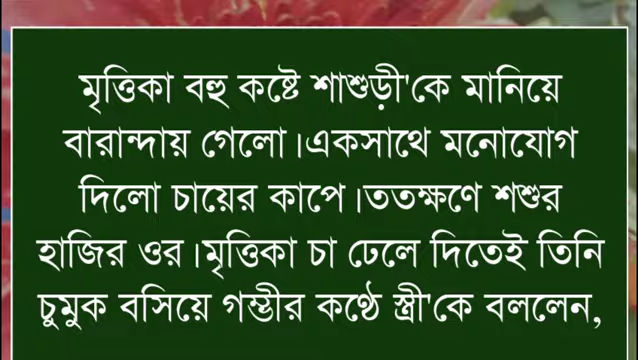 মৃত্তিকা বহু কষ্টে শাশুড়ী'কে মানিয়ে
বারান্দায় গেলো।একসাথে মনোযোগ
দিলো চায়ের কাপে।ততক্ষণে শশুর
হাজির ওর।মৃত্তিকা চা ঢেলে দিতেই তিনি
চুমুক বসিয়ে গম্ভীর কণ্ঠে স্ত্রী'কে বললেন,